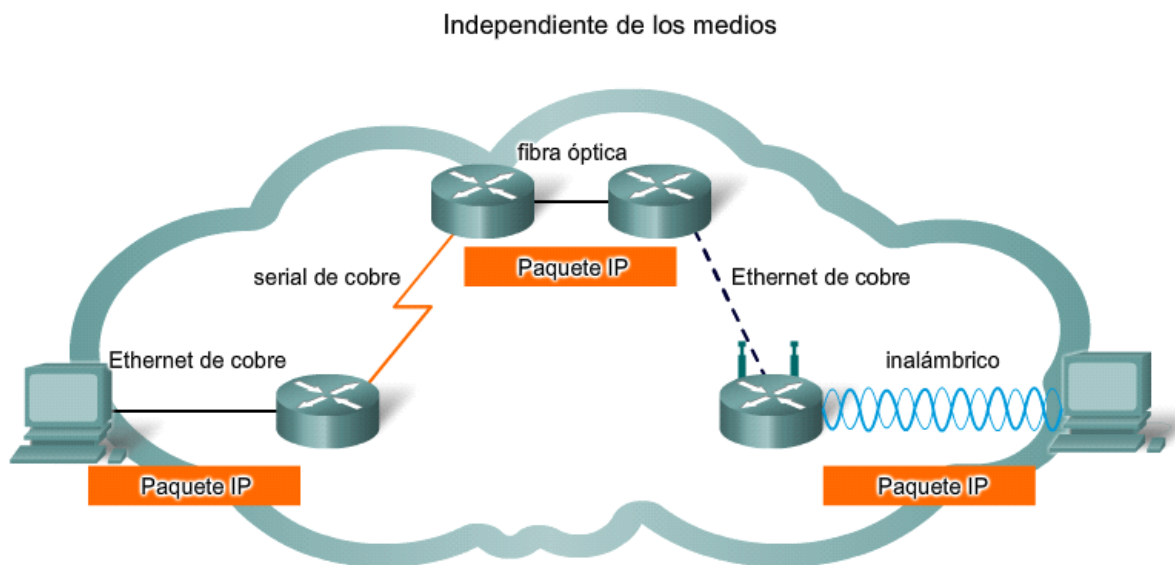 Independiente de los medios
fibra óptica
Paquete IP
serial de cobre
Ethernet de cobre
Ethernet de cobre
inalámbrico
Paquete IP
Paquete IP